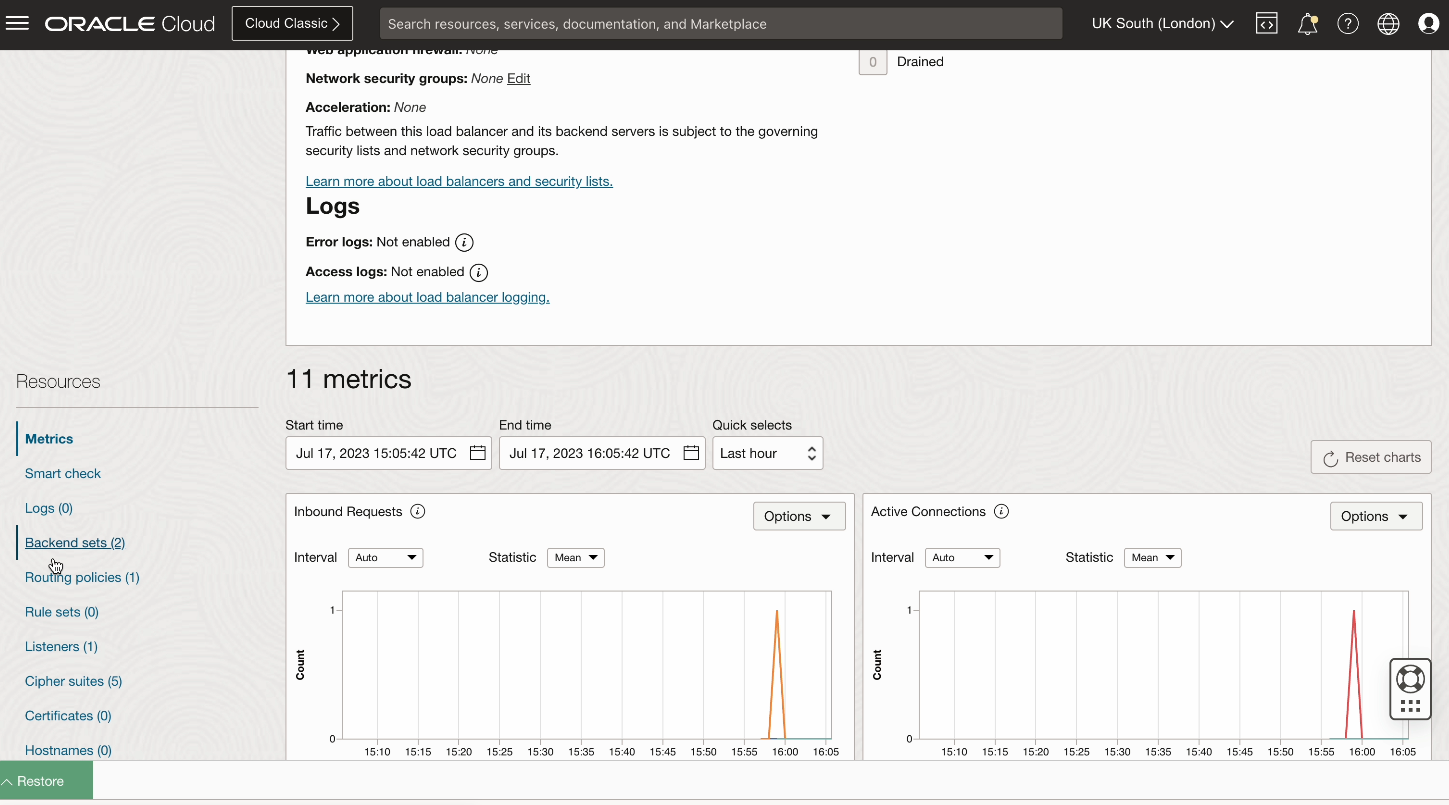 ORACLE Cloud
Cloud Classic
Search resources, services, documentation, and Marketplace
UK South (London)
Web application firewall: None
Network security groups: None Edit
Acceleration: None
Traffic between this load balancer and its backend servers is subject to the governing
security lists and network security groups.
Learn more about load balancers and security lists.
0 Drained
Logs
Error logs: Not enabled
Access logs: Not enabled
Learn more about load balancer logging.
Resources
Metrics
Smart check
Logs (0)
Backend sets (2)
Routing policies (1)
Rule sets (0)
Listeners (1)
Cipher suites (5)
Certificates (0)
Hostnames (0)
11 metrics
Start time
Jul 17, 2023 15:05:42 UTC
End time
Jul 17, 2023 16:05:42 UTC
Quick selects
Last hour
Reset charts
Inbound Requests
Options
Interval Auto Statistic Mean
Count
1
0
15:10 15:15 15:20 15:25 15:30 15:35 15:40 15:45 15:50 15:55 16:00 16:05
Active Connections
Options
Interval Auto Statistic Mean
Count
1
0
15:10 15:15 15:20 15:25 15:30 15:35 15:40 15:45 15:50 15:55 16:00 16:05
Restore